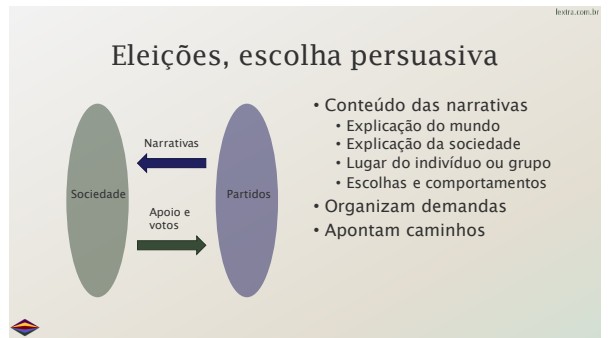 lextra.com.br
Eleições, escolha persuasiva
Sociedade
Narrativas
Apoio e
votos
Partidos
• Conteúdo das narrativas
• Explicação do mundo
• Explicação da sociedade
• Lugar do indivíduo ou grupo
• Escolhas e comportamentos
• Organizam demandas
• Apontam caminhos